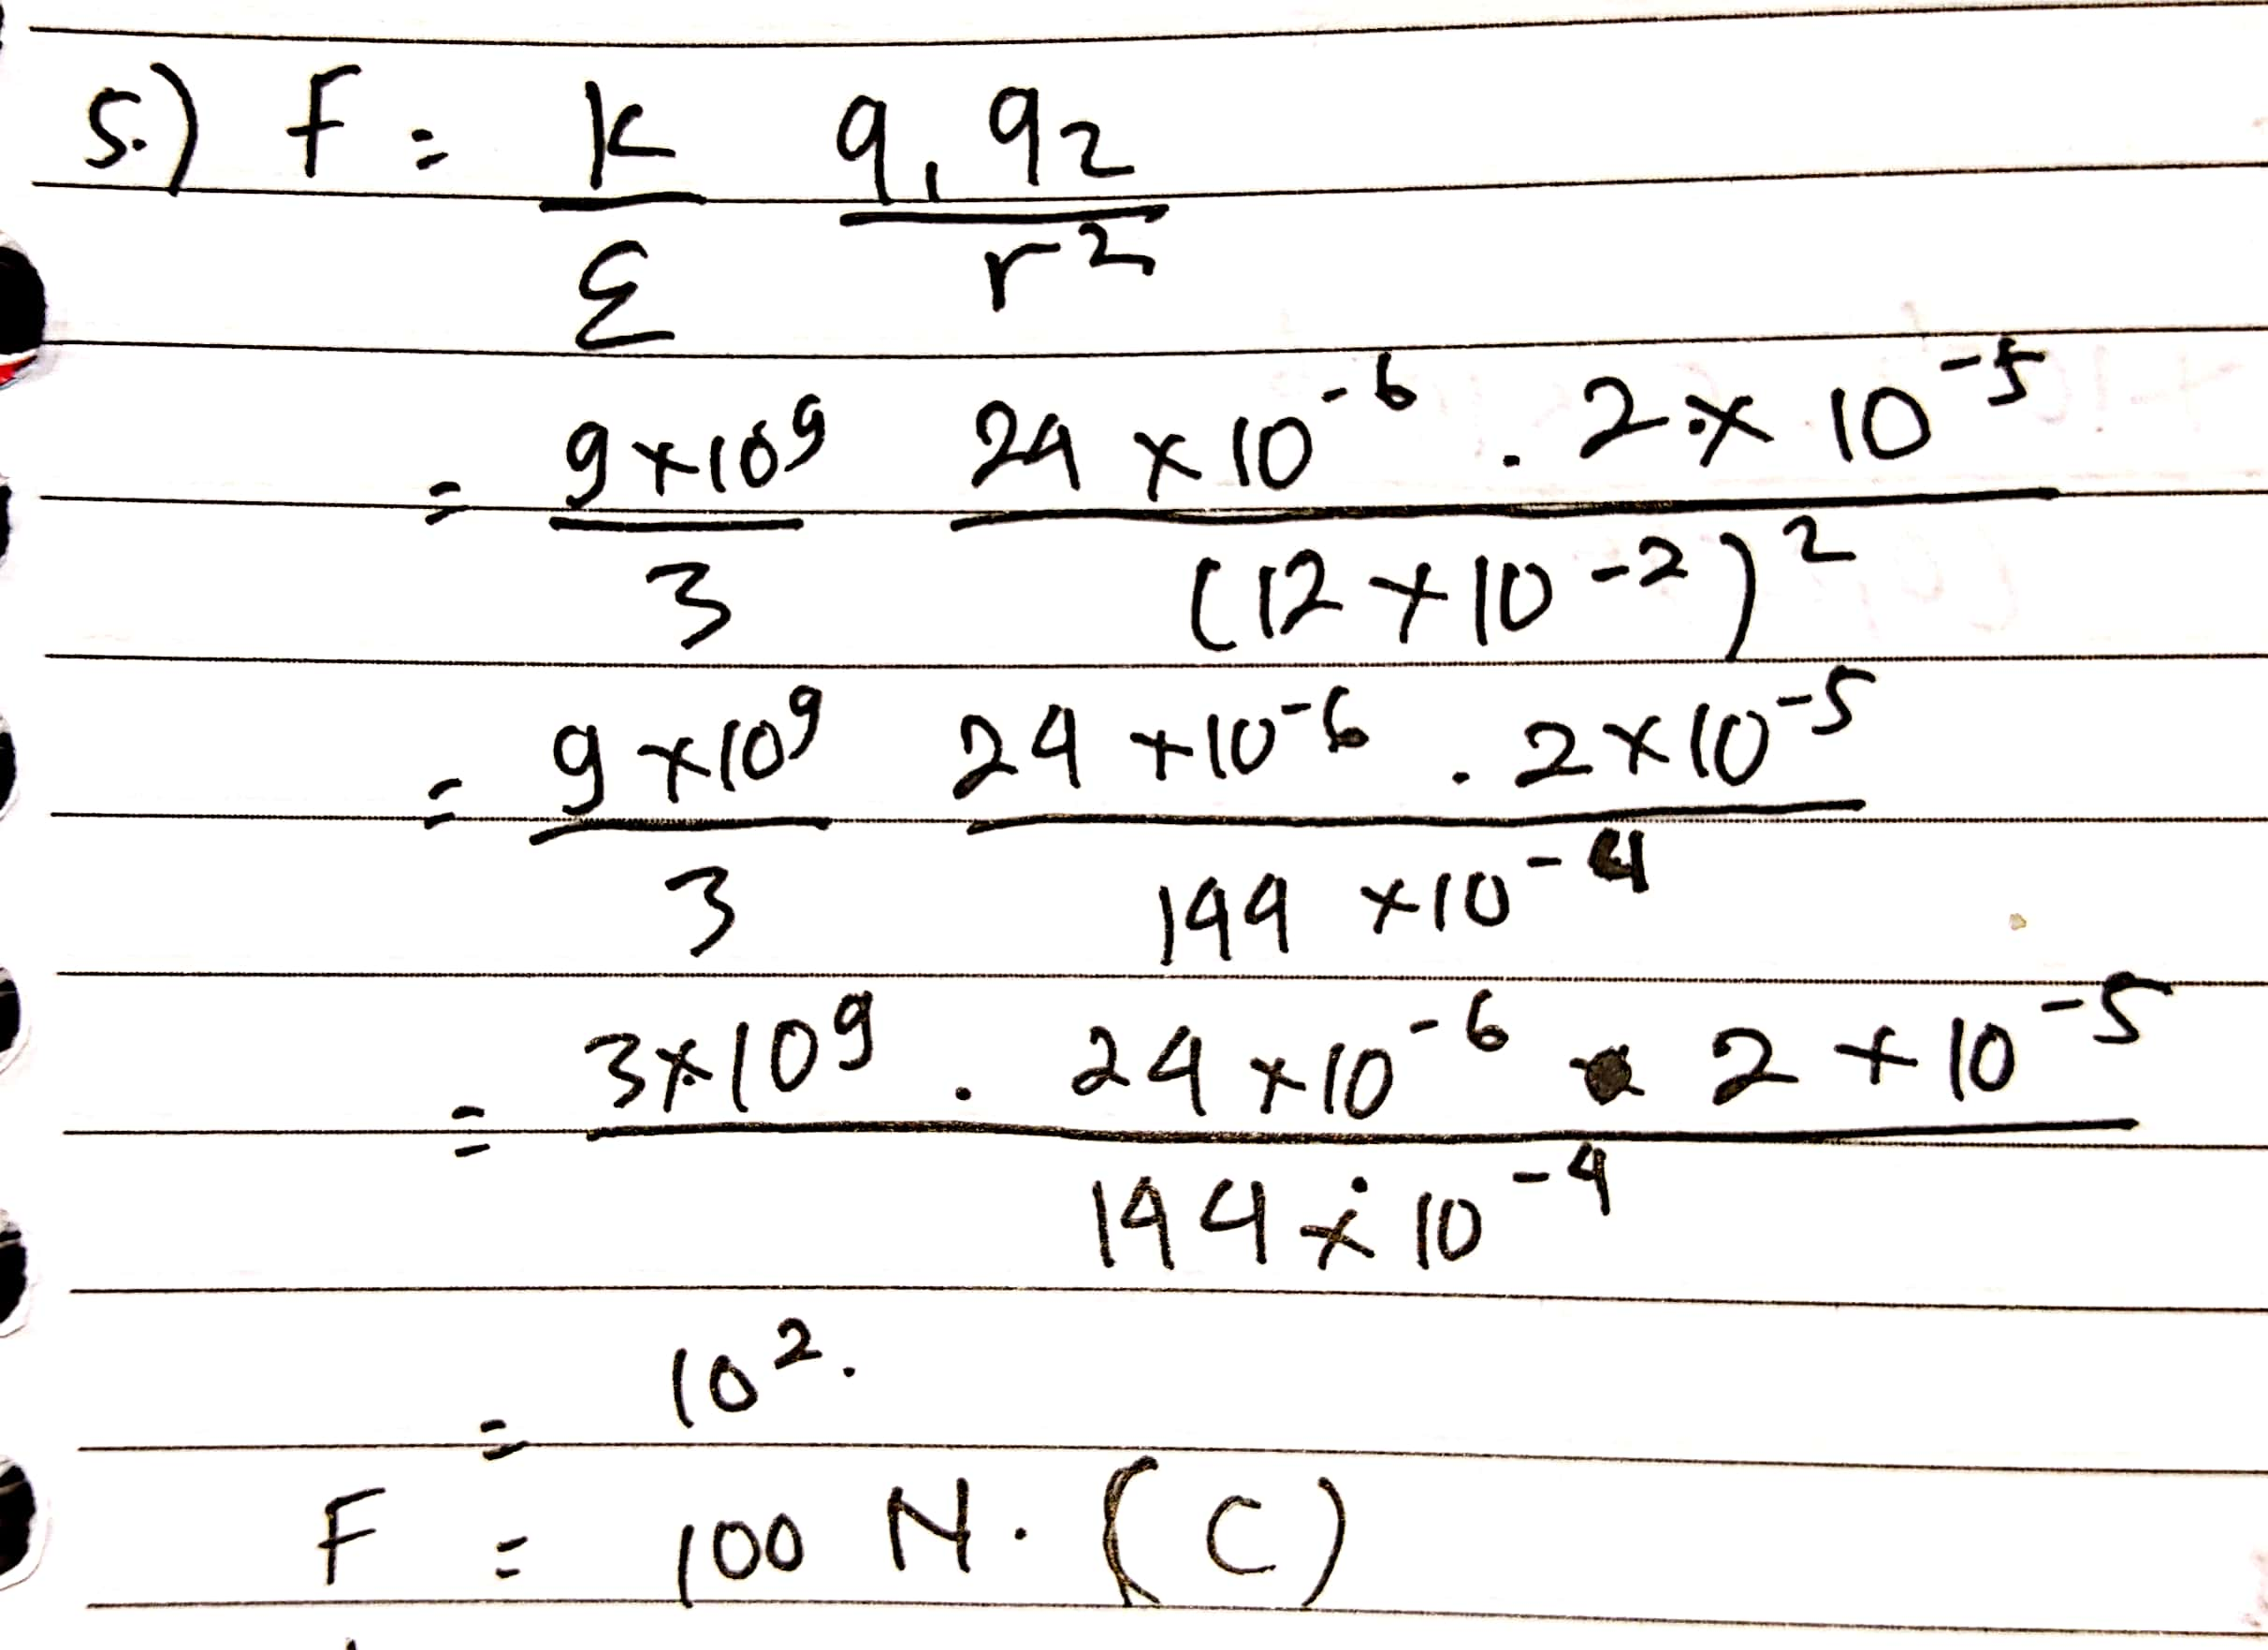 5.) F = k/ε q₁q₂/r²
= 9×10⁹/3 24×10⁻⁶ . 2×10⁻⁵/(12×10⁻²)²
= 9×10⁹/3 24×10⁻⁶ . 2×10⁻⁵/144×10⁻⁴
= 3×10⁹ . 24×10⁻⁶ . 2×10⁻⁵/144×10⁻⁴
= 10².
F = 100 N. (C)